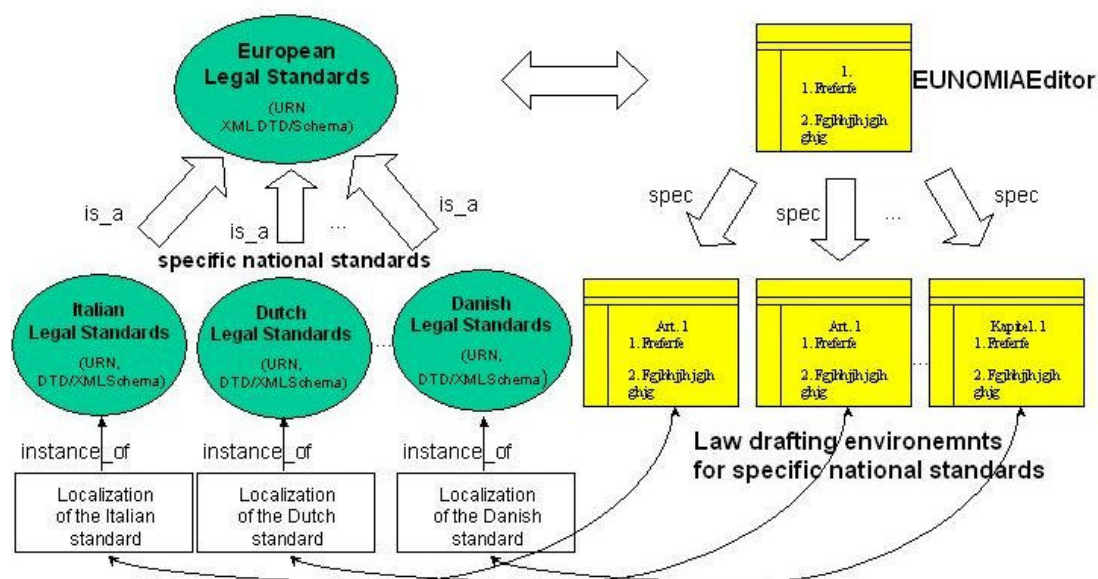 European
Legal Standards
(URN
XML DTD/Schema)
EUNOMIAEditor
1.
1. Freferfe
2. Fgjhhjihjgjh
ghjg
is_a
is_a
...
is_a
specific national standards
spec
spec
...
spec
Italian
Legal Standards
(URN,
DTD/XMLSchema)
Dutch
Legal Standards
(URN,
DTD/XMLSchema)
...
Danish
Legal Standards
(URN,
DTD/XMLSchema)
Art. 1
1. Freferfe
2. Fgjhhjihjgjh
ghjg
Art. 1
1. Freferfe
2. Fgjhhjihjgjh
ghjg
...
Kapitel. 1
1. Freferfe
2. Fgjhhjihjgjh
ghjg
instance_of
instance_of
instance_of
Law drafting environemnts
for specific national standards
Localization
of the Italian
standard
Localization
of the Dutch
standard
Localization
of the Danish
standard